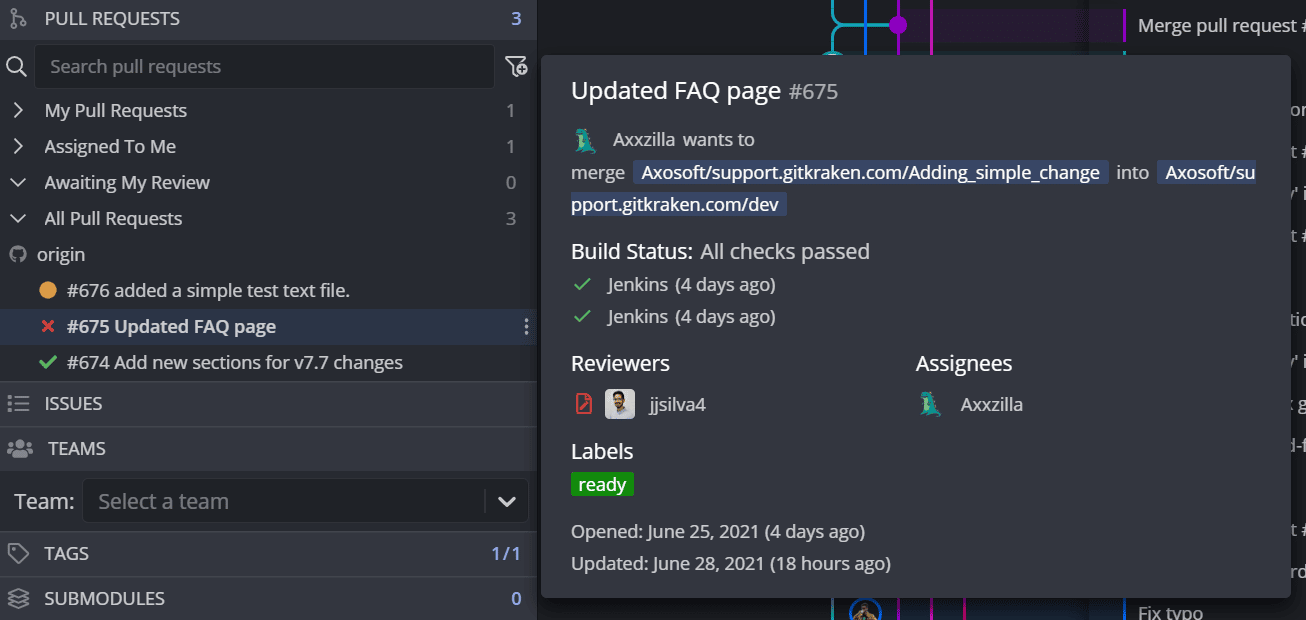 PULL REQUESTS 3
Search pull requests
My Pull Requests 1
Assigned To Me 1
Awaiting My Review 0
All Pull Requests 3
origin
#676 added a simple test text file.
#675 Updated FAQ page
#674 Add new sections for v7.7 changes
ISSUES
TEAMS
Team: Select a team
TAGS 1/1
SUBMODULES 0
Merge pull request #
Updated FAQ page #675
Axxzilla wants to
merge Axosoft/support.gitkraken.com/Adding_simple_change into Axosoft/su
pport.gitkraken.com/dev
Build Status: All checks passed
Jenkins (4 days ago)
Jenkins (4 days ago)
Reviewers Assignees
jjsilva4 Axxzilla
Labels
ready
Opened: June 25, 2021 (4 days ago)
Updated: June 28, 2021 (18 hours ago)
Fix typo